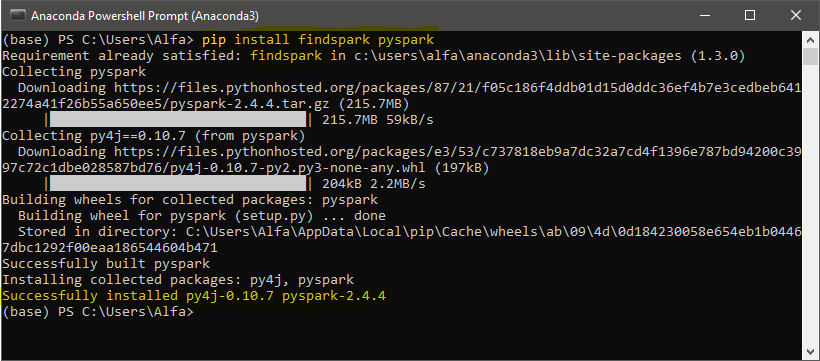 Anaconda Powershell Prompt (Anaconda3)
(base) PS C:\Users\Alfa> pip install findspark pyspark
Requirement already satisfied: findspark in c:\users\alfa\anaconda3\lib\site-packages (1.3.0)
Collecting pyspark
  Downloading https://files.pythonhosted.org/packages/87/21/f05c186f4ddb01d15d0ddc36ef4b7e3cedbeb641
2274a41f26b55a650ee5/pyspark-2.4.4.tar.gz (215.7MB)
     |████████████████████████████████| 215.7MB 59kB/s
Collecting py4j==0.10.7 (from pyspark)
  Downloading https://files.pythonhosted.org/packages/e3/53/c737818eb9a7dc32a7cd4f1396e787bd94200c39
97c72c1dbe028587bd76/py4j-0.10.7-py2.py3-none-any.whl (197kB)
     |████████████████████████████████| 204kB 2.2MB/s
Building wheels for collected packages: pyspark
  Building wheel for pyspark (setup.py) ... done
  Stored in directory: C:\Users\Alfa\AppData\Local\pip\Cache\wheels\ab\09\4d\0d184230058e654eb1b0446
7dbc1292f00eaa186544604b471
Successfully built pyspark
Installing collected packages: py4j, pyspark
Successfully installed py4j-0.10.7 pyspark-2.4.4
(base) PS C:\Users\Alfa>